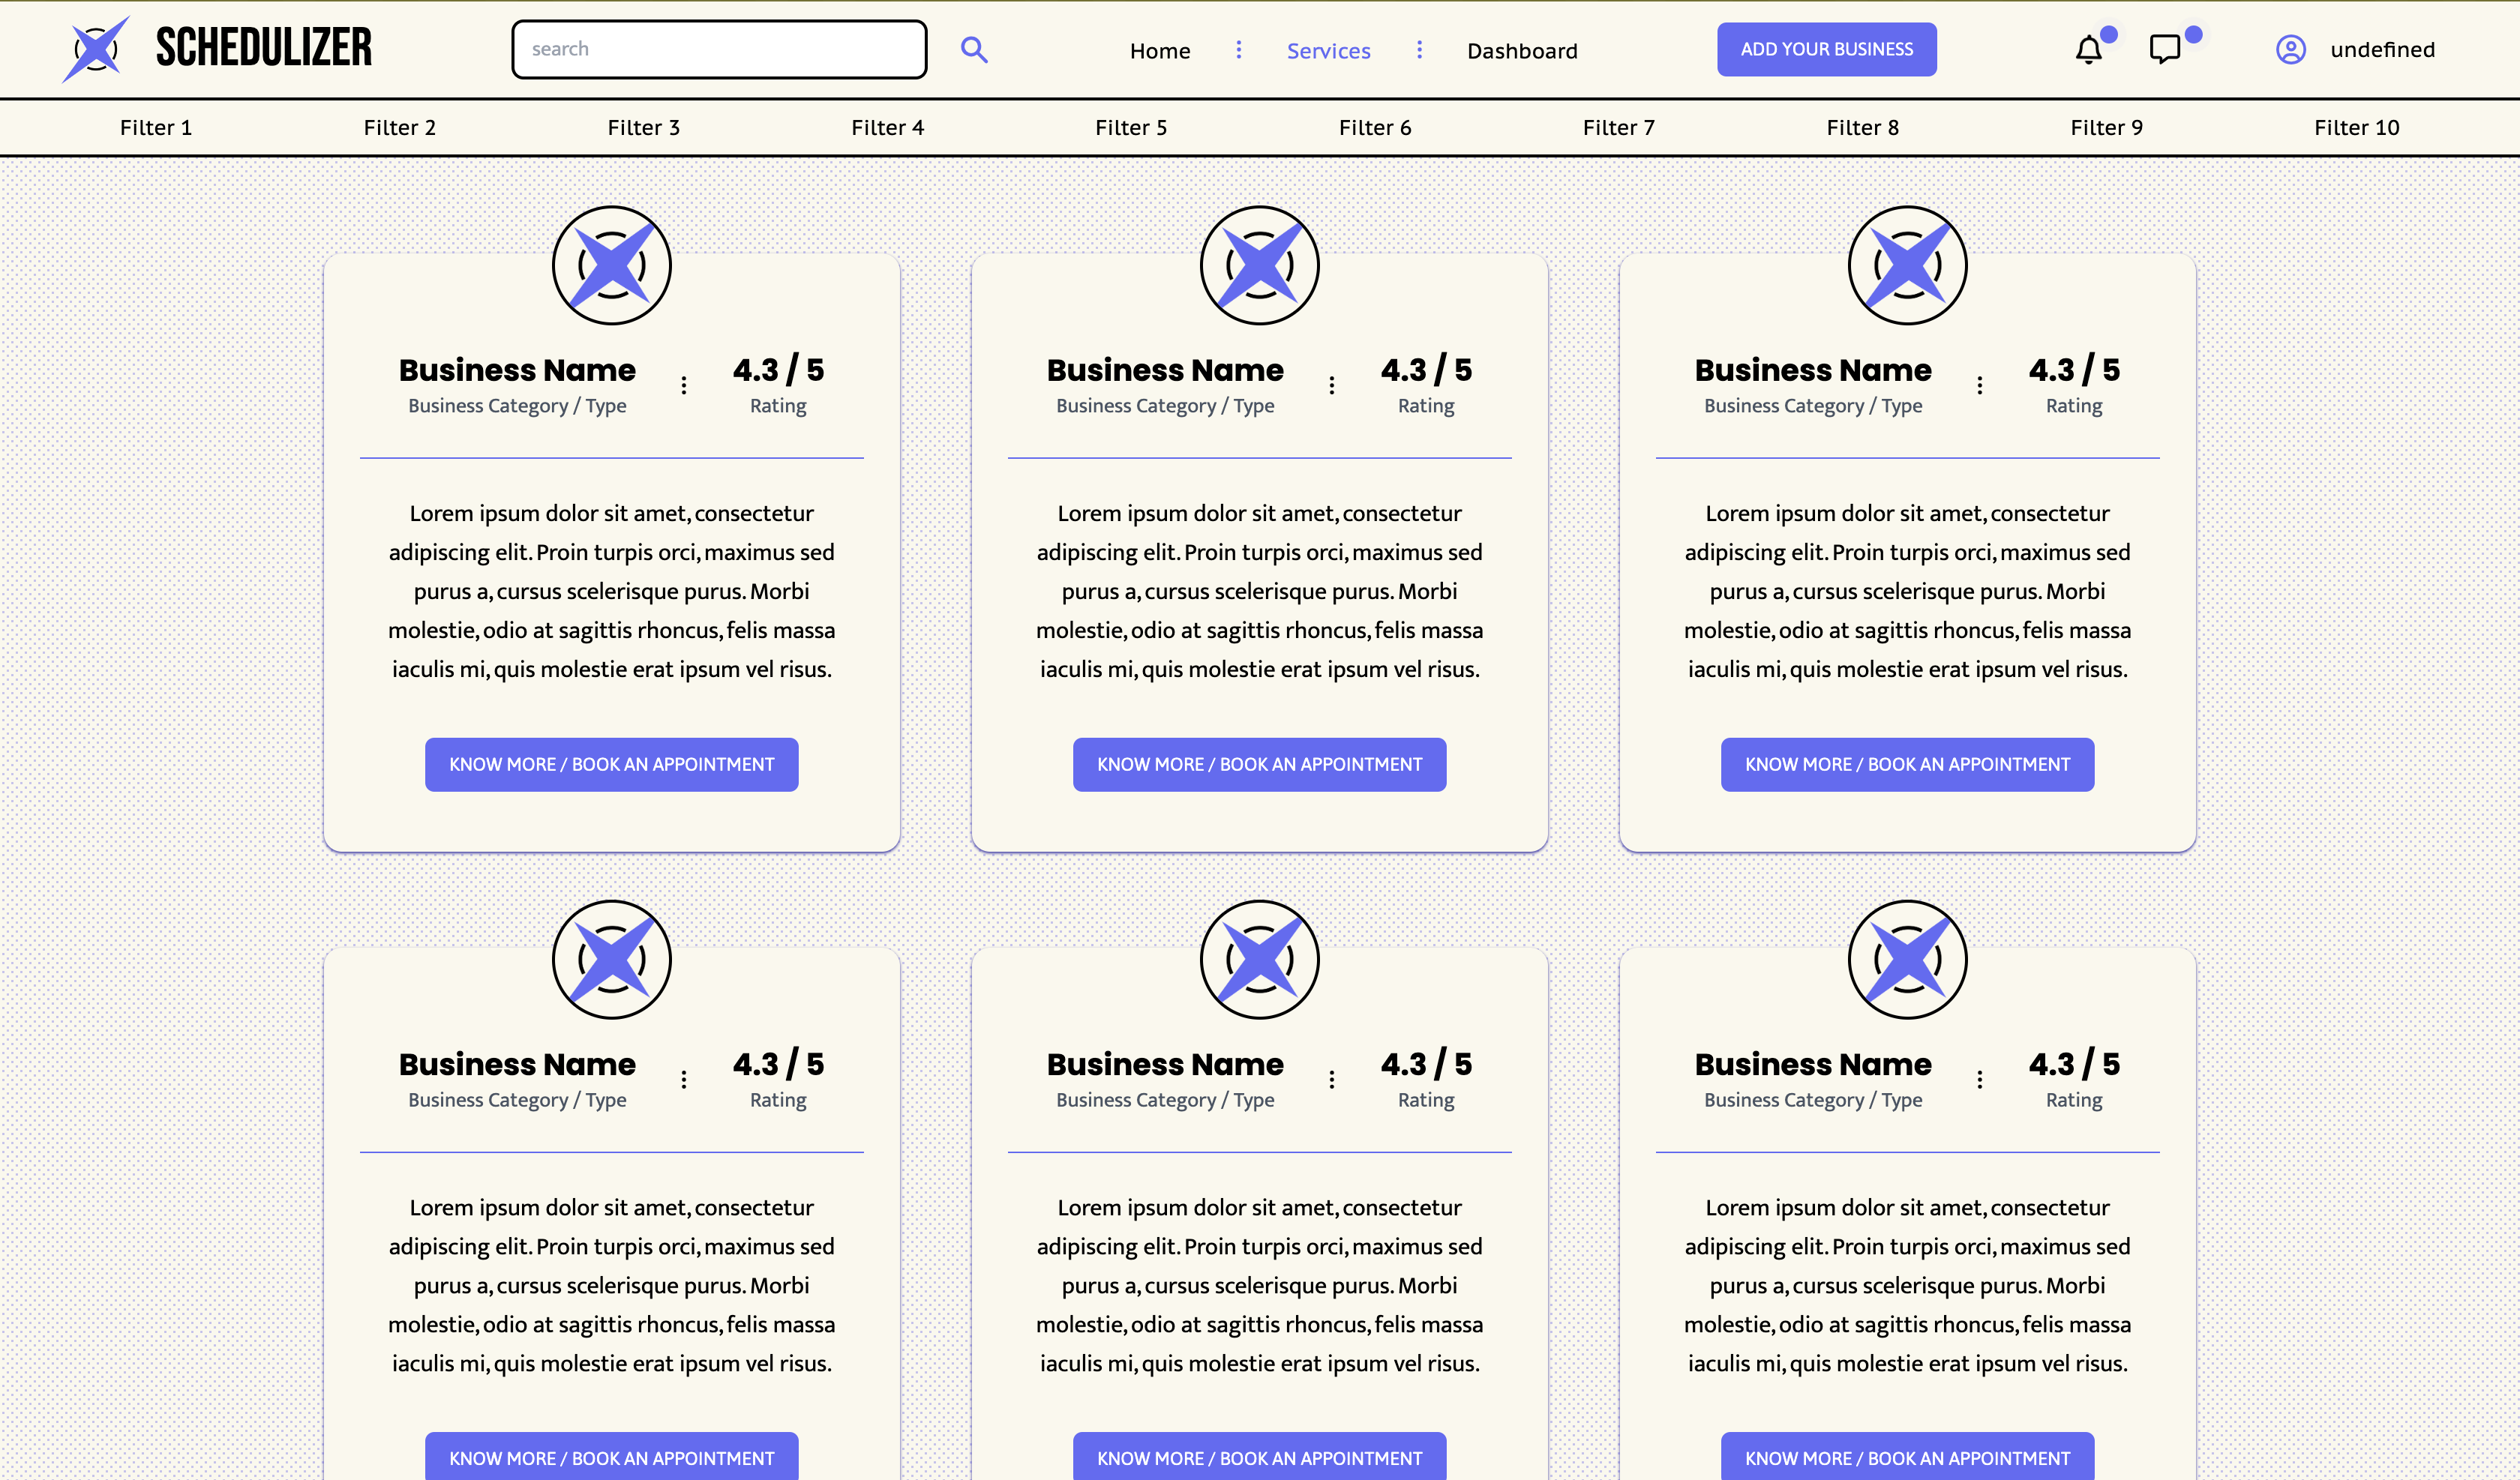 SCHEDULIZER
search
Home
Services
Dashboard
ADD YOUR BUSINESS
undefined
Filter 1
Filter 2
Filter 3
Filter 4
Filter 5
Filter 6
Filter 7
Filter 8
Filter 9
Filter 10
Business Name
Business Category / Type
4.3 / 5
Rating
Lorem ipsum dolor sit amet, consectetur
adipiscing elit. Proin turpis orci, maximus sed
purus a, cursus scelerisque purus. Morbi
molestie, odio at sagittis rhoncus, felis massa
iaculis mi, quis molestie erat ipsum vel risus.
KNOW MORE / BOOK AN APPOINTMENT
Business Name
Business Category / Type
4.3 / 5
Rating
Lorem ipsum dolor sit amet, consectetur
adipiscing elit. Proin turpis orci, maximus sed
purus a, cursus scelerisque purus. Morbi
molestie, odio at sagittis rhoncus, felis massa
iaculis mi, quis molestie erat ipsum vel risus.
KNOW MORE / BOOK AN APPOINTMENT
Business Name
Business Category / Type
4.3 / 5
Rating
Lorem ipsum dolor sit amet, consectetur
adipiscing elit. Proin turpis orci, maximus sed
purus a, cursus scelerisque purus. Morbi
molestie, odio at sagittis rhoncus, felis massa
iaculis mi, quis molestie erat ipsum vel risus.
KNOW MORE / BOOK AN APPOINTMENT
Business Name
Business Category / Type
4.3 / 5
Rating
Lorem ipsum dolor sit amet, consectetur
adipiscing elit. Proin turpis orci, maximus sed
purus a, cursus scelerisque purus. Morbi
molestie, odio at sagittis rhoncus, felis massa
iaculis mi, quis molestie erat ipsum vel risus.
KNOW MORE / BOOK AN APPOINTMENT
Business Name
Business Category / Type
4.3 / 5
Rating
Lorem ipsum dolor sit amet, consectetur
adipiscing elit. Proin turpis orci, maximus sed
purus a, cursus scelerisque purus. Morbi
molestie, odio at sagittis rhoncus, felis massa
iaculis mi, quis molestie erat ipsum vel risus.
KNOW MORE / BOOK AN APPOINTMENT
Business Name
Business Category / Type
4.3 / 5
Rating
Lorem ipsum dolor sit amet, consectetur
adipiscing elit. Proin turpis orci, maximus sed
purus a, cursus scelerisque purus. Morbi
molestie, odio at sagittis rhoncus, felis massa
iaculis mi, quis molestie erat ipsum vel risus.
KNOW MORE / BOOK AN APPOINTMENT